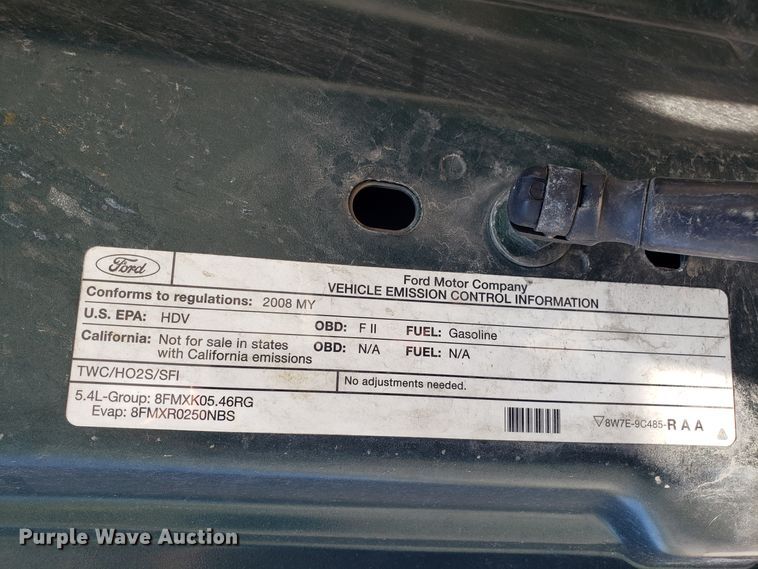 Ford
Ford Motor Company
VEHICLE EMISSION CONTROL INFORMATION
Conforms to regulations: 2008 MY
U.S. EPA: HDV OBD: F II FUEL: Gasoline
California: Not for sale in states with California emissions OBD: N/A FUEL: N/A
TWC/HO2S/SFI
No adjustments needed.
5.4L-Group: 8FMXK05.46RG
Evap: 8FMXR0250NBS
8W7E-9C485-RAA
Purple Wave Auction